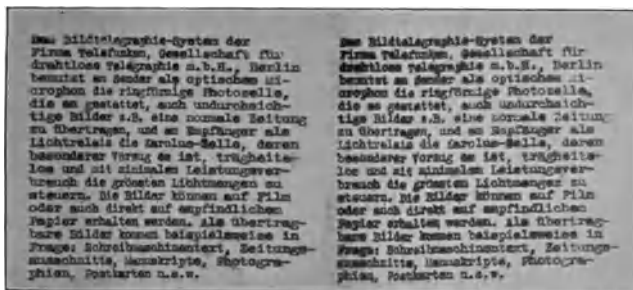 Das Bildtelegraphie-System der
Firma Telefunken, Gesellschaft für
drahtlose Telegraphie m.b.H., Berlin
benutzt am Sender als optisches Mi-
crophon die ringförmige Photozelle,
die es gestattet, auch undurchsich-
tige Bilder z.B. eine normale Zeitung
zu übertragen, und am Empfänger als
Lichtrelais die Karolus-Zelle, deren
besonderer Vorzug es ist, trägheits-
los und mit minimalen Leistungsver-
brauch die grössten Lichtmengen zu
steuern. Die Bilder können auf Film
oder auch direkt auf empfindlichen
Papier erhalten werden. Als übertrag-
bare Bilder kommen beispielsweise in
Frage: Schreibmaschinentext, Zeitungs-
ausschnitte, Manuskripte, Photogra-
phien, Postkarten u.s.w.
Das Bildtelegraphie-System der
Firma Telefunken, Gesellschaft für
drahtlose Telegraphie m.b.H., Berlin
benutzt am Sender als optisches Mi-
crophon die ringförmige Photozelle,
die es gestattet, auch undurchsich-
tige Bilder z.B. eine normale Zeitung
zu übertragen, und am Empfänger als
Lichtrelais die Karolus-Zelle, deren
besonderer Vorzug es ist, trägheits-
los und mit minimalen Leistungsver-
brauch die grössten Lichtmengen zu
steuern. Die Bilder können auf Film
oder auch direkt auf empfindlichen
Papier erhalten werden. Als übertrag-
bare Bilder kommen beispielsweise in
Frage: Schreibmaschinentext, Zeitungs-
ausschnitte, Manuskripte, Photogra-
phien, Postkarten u.s.w.